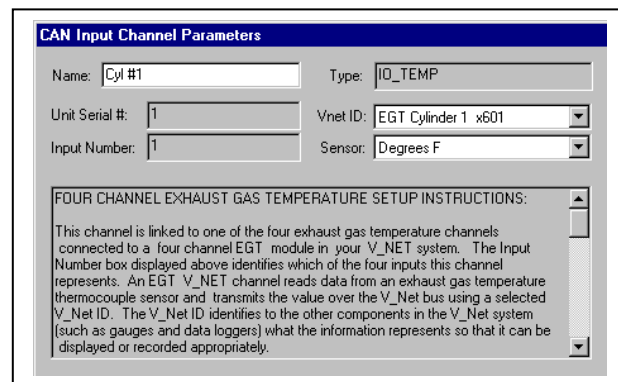 CAN Input Channel Parameters
Name: Cyl #1 Type: IO_TEMP
Unit Serial #: 1 Vnet ID: EGT Cylinder 1 x601
Input Number: 1 Sensor: Degrees F
FOUR CHANNEL EXHAUST GAS TEMPERATURE SETUP INSTRUCTIONS:
This channel is linked to one of the four exhaust gas temperature channels
connected to a four channel EGT module in your V_NET system. The Input
Number box displayed above identifies which of the four inputs this channel
represents. An EGT V_NET channel reads data from an exhaust gas temperature
thermocouple sensor and transmits the value over the V_Net bus using a selected
V_Net ID. The V_Net ID identifies to the other components in the V_Net system
(such as gauges and data loggers) what the information represents so that it can be
displayed or recorded appropriately.